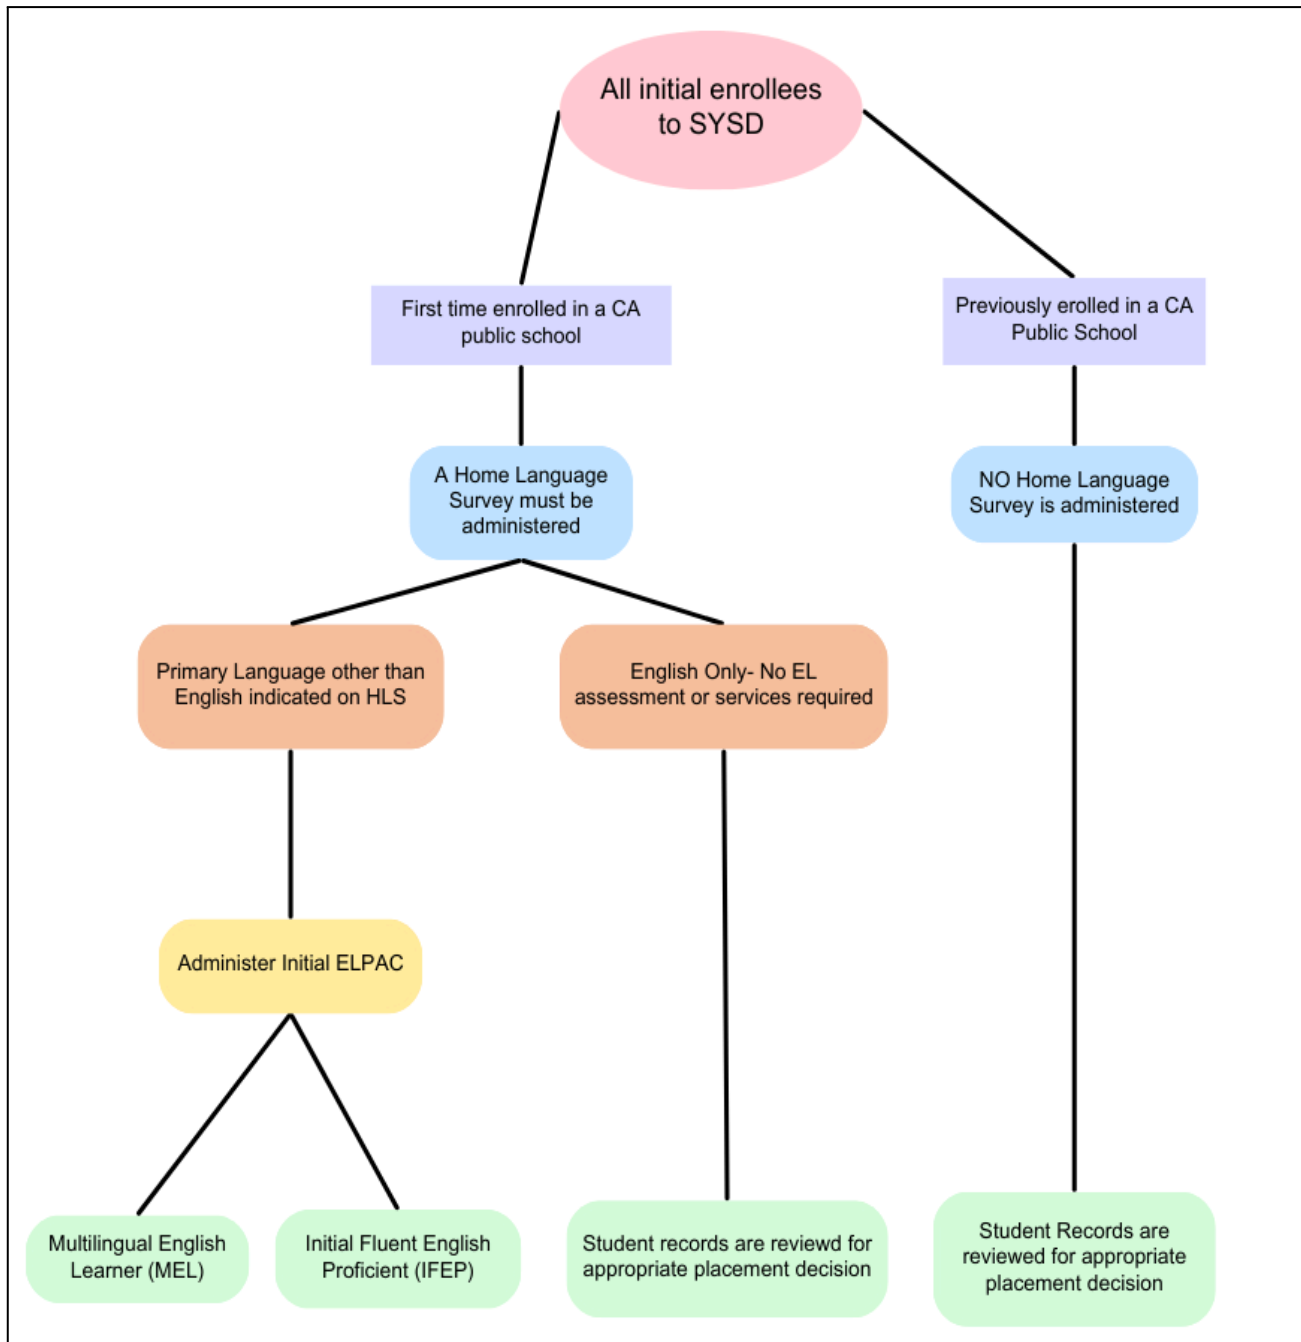 All initial enrollees
to SYSD
First time enrolled in a CA
public school
Previously erolled in a CA
Public School
A Home Language
Survey must be
administered
NO Home Language
Survey is administered
Primary Language other than
English indicated on HLS
English Only- No EL
assessment or services required
Administer Initial ELPAC
Multilingual English
Learner (MEL)
Initial Fluent English
Proficient (IFEP)
Student records are reviewd for
appropriate placement decision
Student Records are
reviewed for appropriate
placement decision